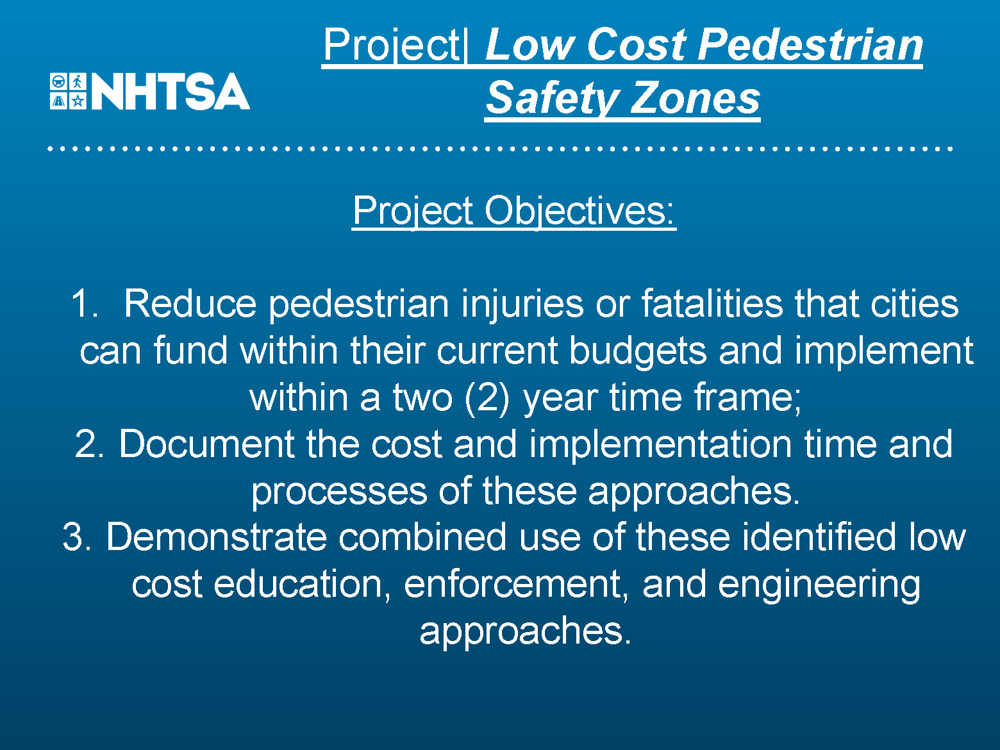 Project| Low Cost Pedestrian
Safety Zones
NHTSA
Project Objectives:
1. Reduce pedestrian injuries or fatalities that cities
can fund within their current budgets and implement
within a two (2) year time frame;
2. Document the cost and implementation time and
processes of these approaches.
3. Demonstrate combined use of these identified low
cost education, enforcement, and engineering
approaches.